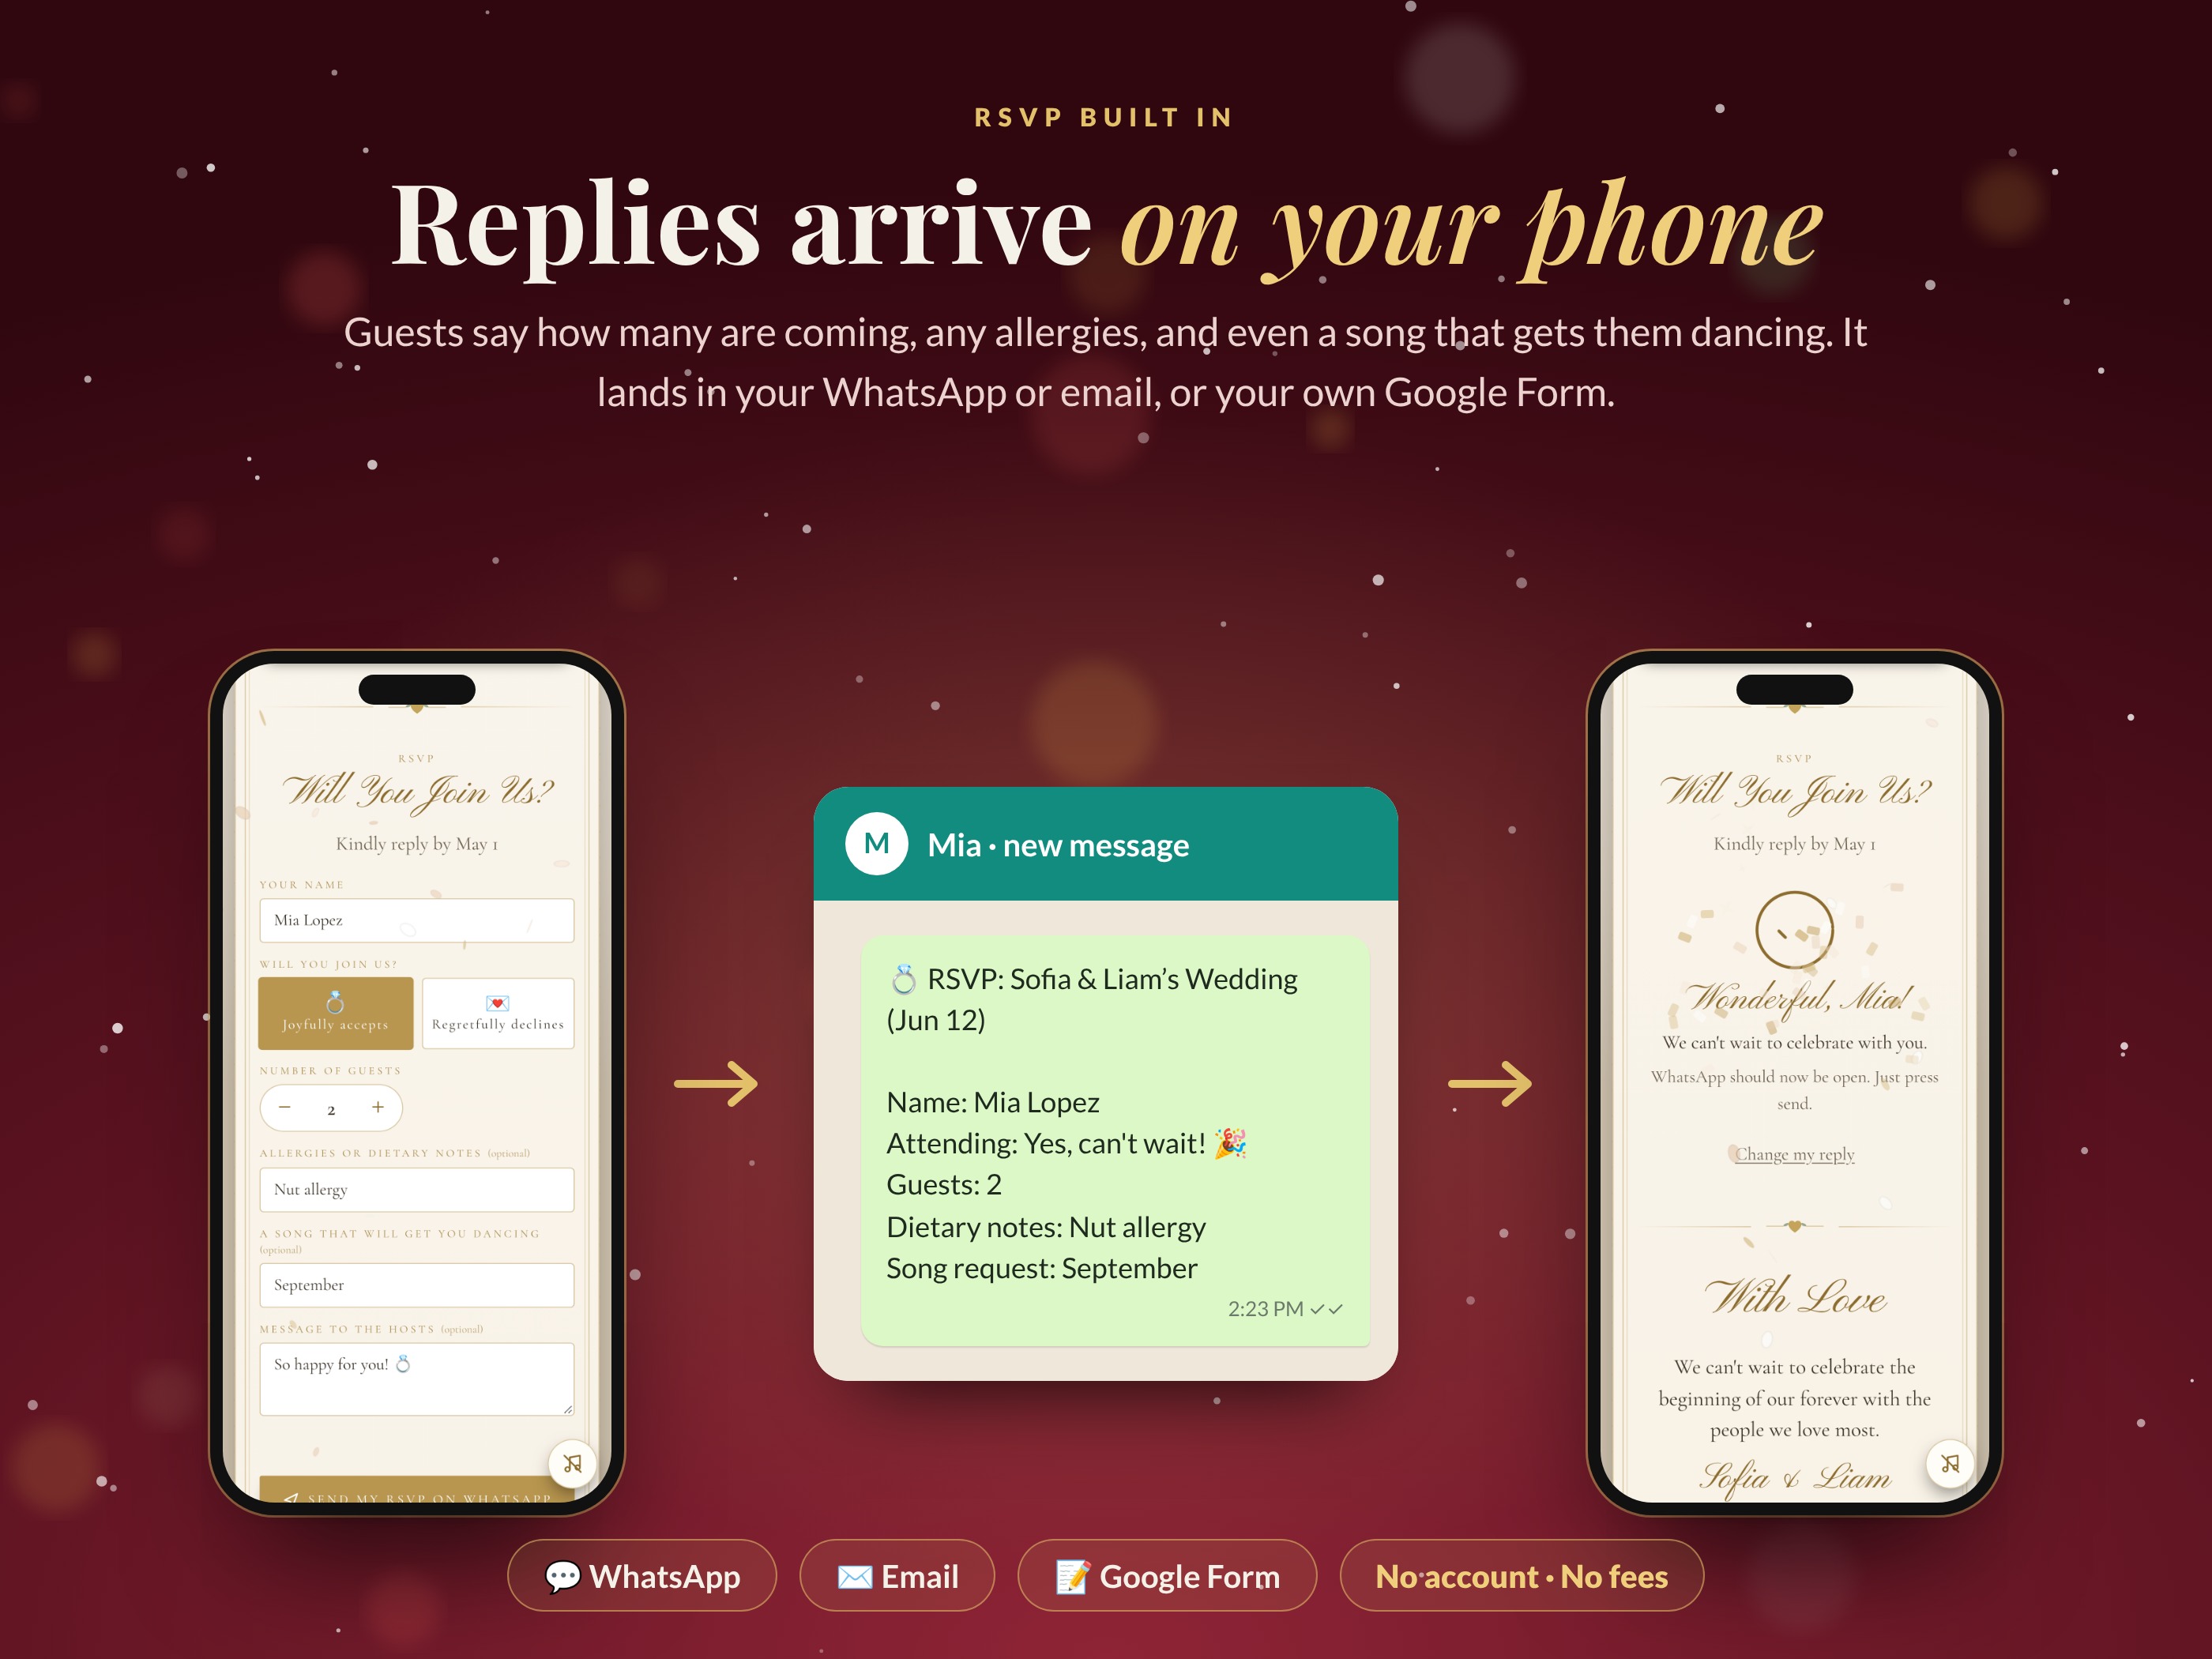 RSVP BUILT IN
Replies arrive on your phone
Guests say how many are coming, any allergies, and even a song that gets them dancing. It
lands in your WhatsApp or email, or your own Google Form.
RSVP
Will You Join Us?
Kindly reply by May 1
YOUR NAME
Mia Lopez
WILL YOU JOIN US?
💍
Joyfully accepts
💌
Regretfully declines
NUMBER OF GUESTS
− 2 +
ALLERGIES OR DIETARY NOTES (optional)
Nut allergy
A SONG THAT WILL GET YOU DANCING
(optional)
September
MESSAGE TO THE HOSTS (optional)
So happy for you! 💍
SEND MY RSVP ON WHATSAPP
M
Mia · new message
💍 RSVP: Sofia & Liam’s Wedding
(Jun 12)
Name: Mia Lopez
Attending: Yes, can't wait! 🎉
Guests: 2
Dietary notes: Nut allergy
Song request: September
2:23 PM ✓✓
RSVP
Will You Join Us?
Kindly reply by May 1
Wonderful, Mia!
We can't wait to celebrate with you.
WhatsApp should now be open. Just press
send.
Change my reply
With Love
We can't wait to celebrate the
beginning of our forever with the
people we love most.
Sofia & Liam
💬 WhatsApp
✉️ Email
📝 Google Form
No account · No fees